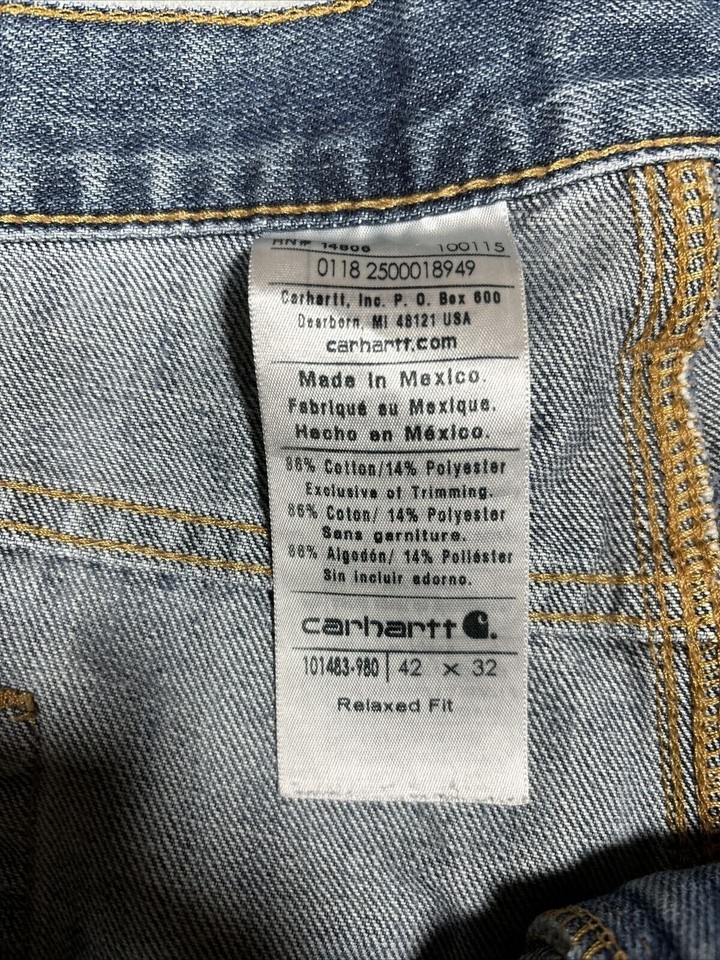 RN# 14806 100115
0118 2500018949
Carhartt, Inc. P. O. Box 600
Dearborn, MI 48121 USA
carhartt.com
Made in Mexico.
Fabriqué au Mexique.
Hecho en México.
86% Cotton/14% Polyester
Exclusive of Trimming.
86% Coton/ 14% Polyester
Sans garniture.
86% Algodón/ 14% Poliéster
Sin incluir adorno.
carhartt
101483-980 | 42 x 32
Relaxed Fit